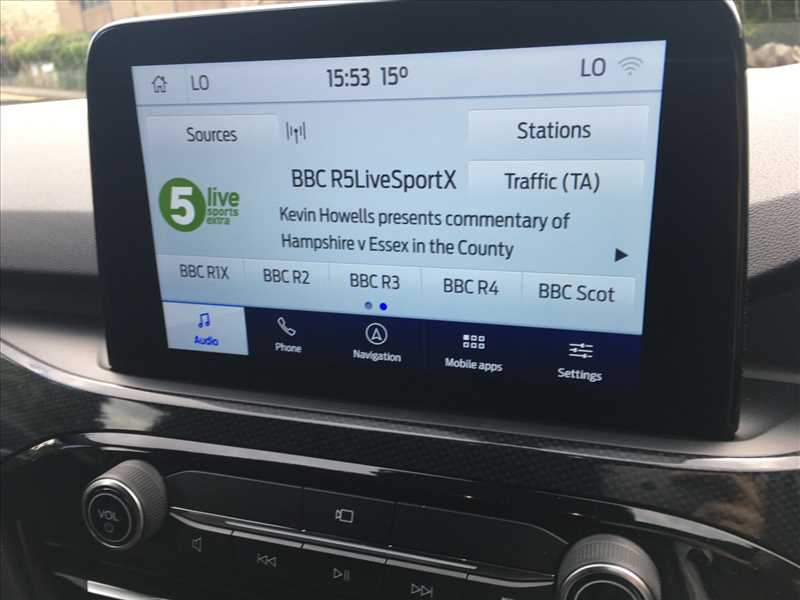 LO
15:53 15º
LO
Sources
Stations
BBC R5LiveSportX
Traffic (TA)
5 live
sports
extra
Kevin Howells presents commentary of
Hampshire v Essex in the County
BBC R1X
BBC R2
BBC R3
BBC R4
BBC Scot
Audio
Phone
Navigation
Mobile apps
Settings
VOL